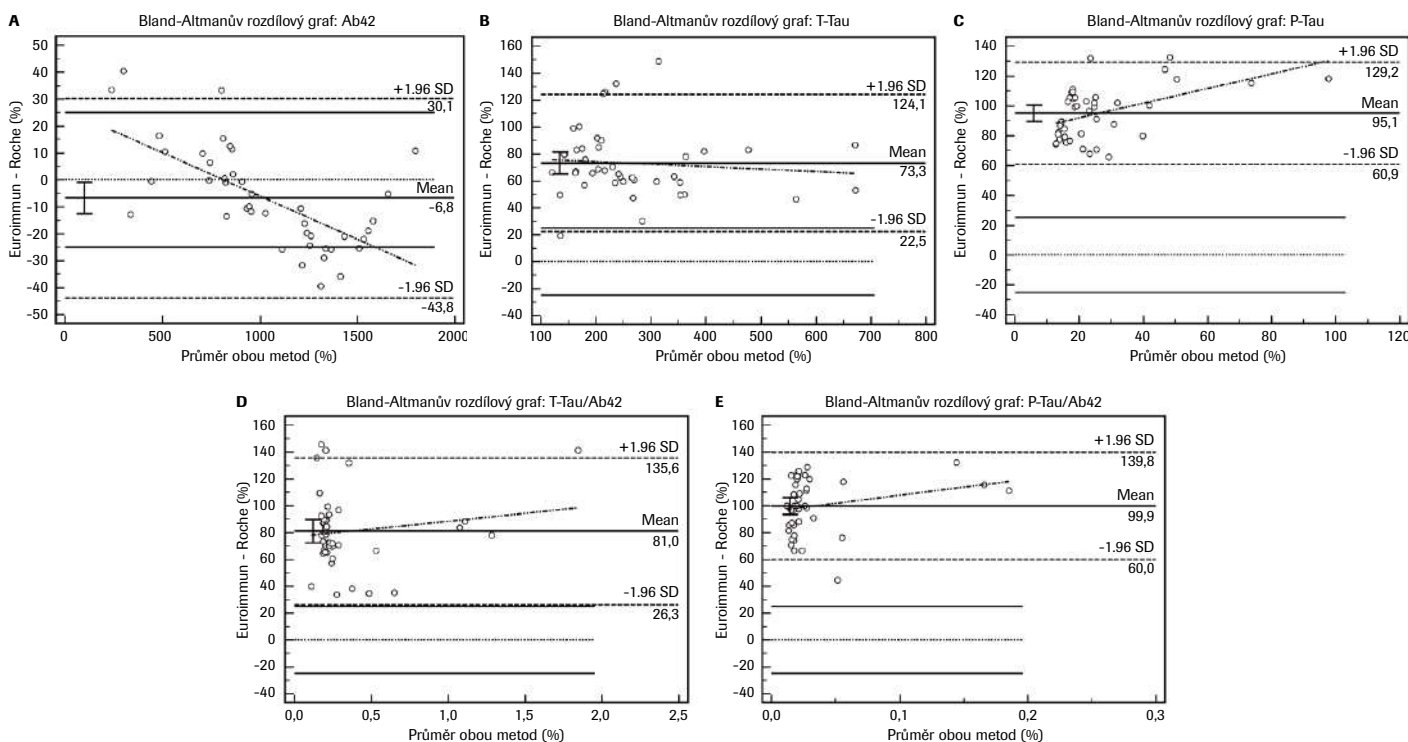 A
Bland-Altmanův rozdílový graf: Ab42
Euroimmun - Roche (%)
50
40
30
20
10
0
–10
–20
–30
–40
–50
+1.96 SD
30,1
Mean
–6,8
–1.96 SD
–43,8
0
500
1000
1500
2000
Průměr obou metod (%)
B
Bland-Altmanův rozdílový graf: T-Tau
Euroimmun - Roche (%)
160
140
120
100
80
60
40
20
0
–20
–40
+1.96 SD
124,1
Mean
73,3
–1.96 SD
22,5
100
200
300
400
500
600
700
800
Průměr obou metod (%)
C
Bland-Altmanův rozdílový graf: P-Tau
Euroimmun - Roche (%)
140
120
100
80
60
40
20
0
–20
–40
+1.96 SD
129,2
Mean
95,1
–1.96 SD
60,9
0
20
40
60
80
100
120
Průměr obou metod (%)
D
Bland-Altmanův rozdílový graf: T-Tau/Ab42
Euroimmun - Roche (%)
160
140
120
100
80
60
40
20
0
–20
–40
+1.96 SD
135,6
Mean
81,0
–1.96 SD
26,3
0,0
0,5
1,0
1,5
2,0
2,5
Průměr obou metod (%)
E
Bland-Altmanův rozdílový graf: P-Tau/Ab42
Euroimmun - Roche (%)
160
140
120
100
80
60
40
20
0
–20
–40
+1.96 SD
139,8
Mean
99,9
–1.96 SD
60,0
0,0
0,1
0,2
0,3
Průměr obou metod (%)